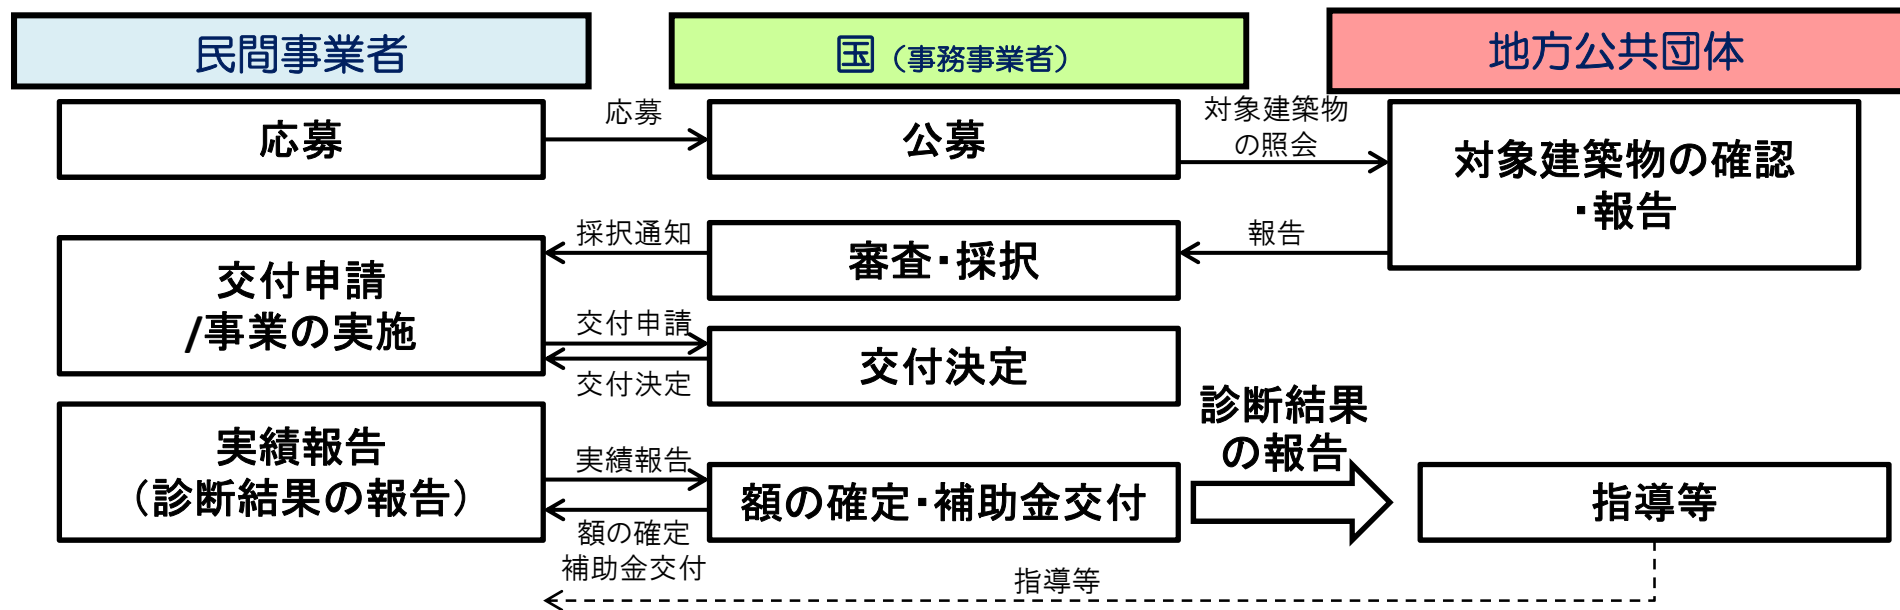 民間事業者
国（事務事業者）
地方公共団体
応募
応募
公募
対象建築物
の照会
対象建築物の確認
・報告
採択通知
審査・採択
報告
交付申請
/事業の実施
交付申請
交付決定
交付決定
診断結果
の報告
実績報告
（診断結果の報告）
実績報告
額の確定・補助金交付
指導等
額の確定
補助金交付
指導等